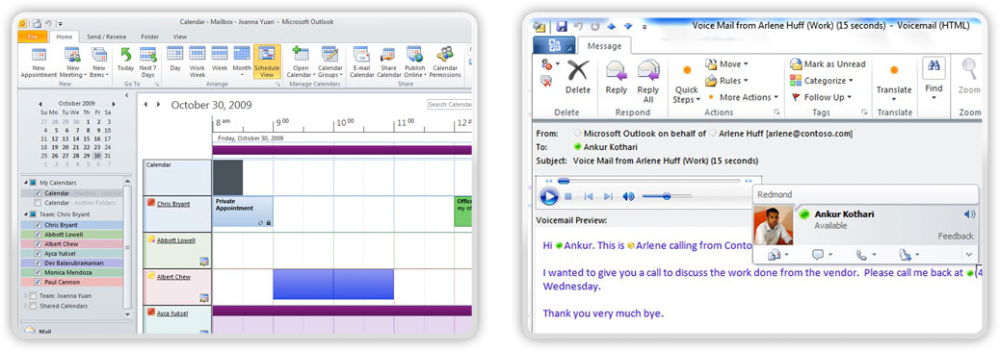 Calendar - Mailbox - Joanna Yuan - Microsoft Outlook
File Home Send / Receive Folder View
New Appointment
New Meeting
New Items
Today
Next 7 Days
Day
Work Week
Week
Month
Schedule View
Open Calendar
Calendar Groups
E-mail Calendar
Share Calendar
Publish Online
Calendar Permissions
New Go To Arrange Manage Calendars Share
October 2009
Su Mo Tu We Th Fr Sa
27 28 29 30 1 2 3
4 5 6 7 8 9 10
11 12 13 14 15 16 17
18 19 20 21 22 23 24
25 26 27 28 29 30 31
My Calendars
Calendar - Mailbox - Joanna
Calendar - Archive Folders
Team: Chris Bryant
Chris Bryant
Abbott Lowell
Albert Chew
Ayca Yuksel
Dev Balasubramanian
Monica Mendoza
Paul Cannon
Team: Joanna Yuan
Shared Calendars
Mail
October 30, 2009
Search Calendar
8 am 9 00 10 00 11 00 12 P
Friday, October 30, 2009
Calendar
Chris Bryant
Private Appointment
Office
my of
Abbott Lowell
Albert Chew
Ayca Yuksel
Voice Mail from Arlene Huff (Work) (15 seconds) - Voicemail (HTML)
Message
Delete
Reply
Reply All
Quick Steps
Move
Rules
More Actions
Mark as Unread
Categorize
Follow Up
Translate
Find
Zoom
Delete Respond Actions Tags Translate Zoom
From: Microsoft Outlook on behalf of Arlene Huff [arlene@contoso.com]
To: Ankur Kothari
Subject: Voice Mail from Arlene Huff (Work) (15 seconds)
Redmond
Ankur Kothari
Available
Feedback
Voicemail Preview:
Hi Ankur. This is Arlene calling from Conto
I wanted to give you a call to discuss the work done from the vendor. Please call me back at (4
Wednesday.
Thank you very much bye.